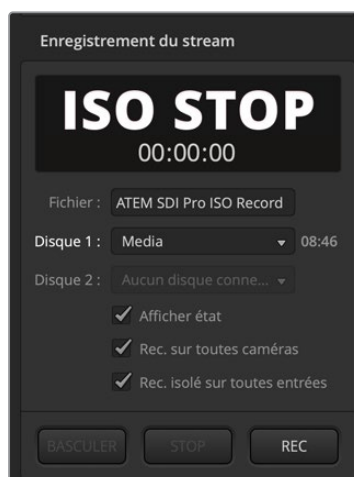 Enregistrement du stream
ISO STOP
00:00:00
Fichier : ATEM SDI Pro ISO Record
Disque 1 : Media 08:46
Disque 2 : Aucun disque conne...
Afficher état
Rec. sur toutes caméras
Rec. isolé sur toutes entrées
BASCULER STOP REC